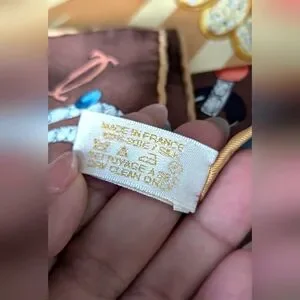 MADE IN FRANCE
100% SOIE / SILK
NETTOYAGE A SEC
DRY CLEAN ONLY